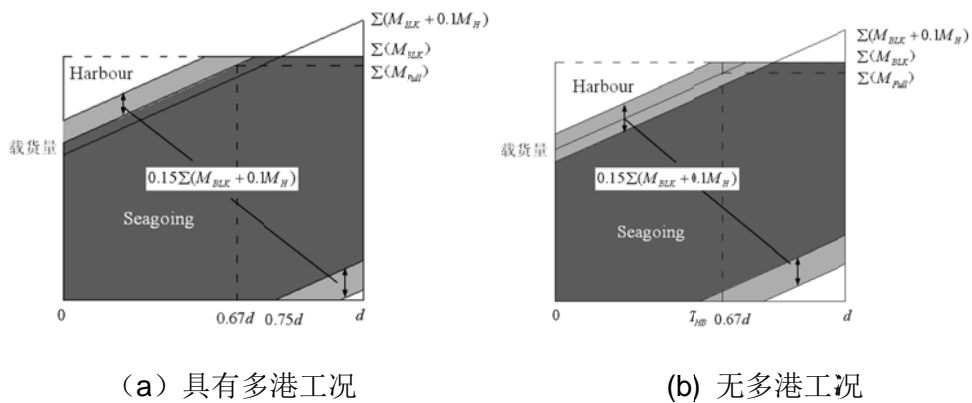 Σ(M_BLK + 0.1M_H)
Σ(M_BLK)
Σ(M_Full)
Harbour
载货量
0.15Σ(M_BLK + 0.1M_H)
Seagoing
0 0.67d 0.75d d
(a)具有多港工况
Σ(M_BLK + 0.1M_H)
Σ(M_BLK)
Σ(M_Full)
Harbour
载货量
0.15Σ(M_BLK + 0.1M_H)
Seagoing
0 T_HB 0.67d d
(b) 无多港工况